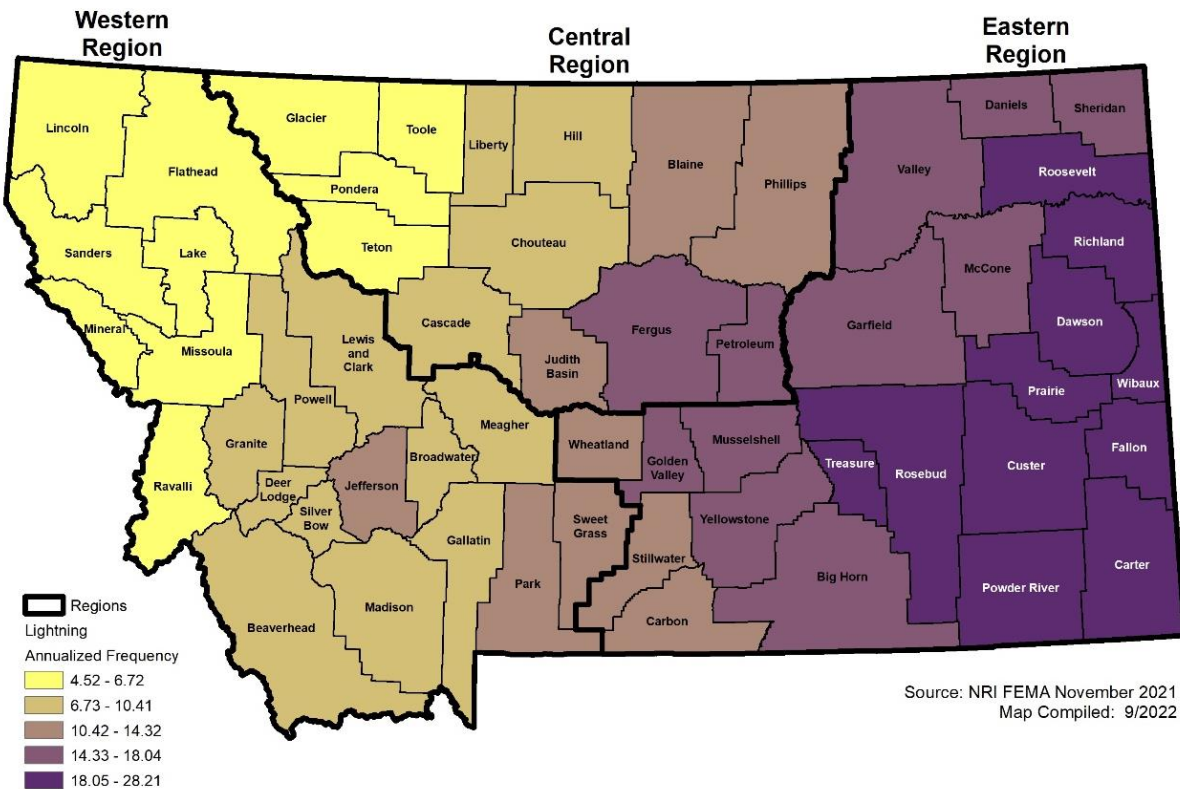 Western
Region
Central
Region
Eastern
Region
Lincoln
Flathead
Glacier
Toole
Liberty
Hill
Blaine
Phillips
Valley
Daniels
Sheridan
Roosevelt
Pondera
Teton
Chouteau
Sanders
Lake
Richland
McCone
Mineral
Missoula
Lewis
and
Clark
Cascade
Judith
Basin
Fergus
Petroleum
Garfield
Dawson
Prairie
Wibaux
Powell
Granite
Meagher
Broadwater
Wheatland
Golden
Valley
Musselshell
Treasure
Rosebud
Custer
Fallon
Ravalli
Deer
Lodge
Silver
Bow
Jefferson
Gallatin
Sweet
Grass
Yellowstone
Stillwater
Park
Big Horn
Powder River
Carter
Beaverhead
Madison
Carbon
Regions
Lightning
Annualized Frequency
4.52 - 6.72
6.73 - 10.41
10.42 - 14.32
14.33 - 18.04
18.05 - 28.21
Source: NRI FEMA November 2021
Map Compiled: 9/2022